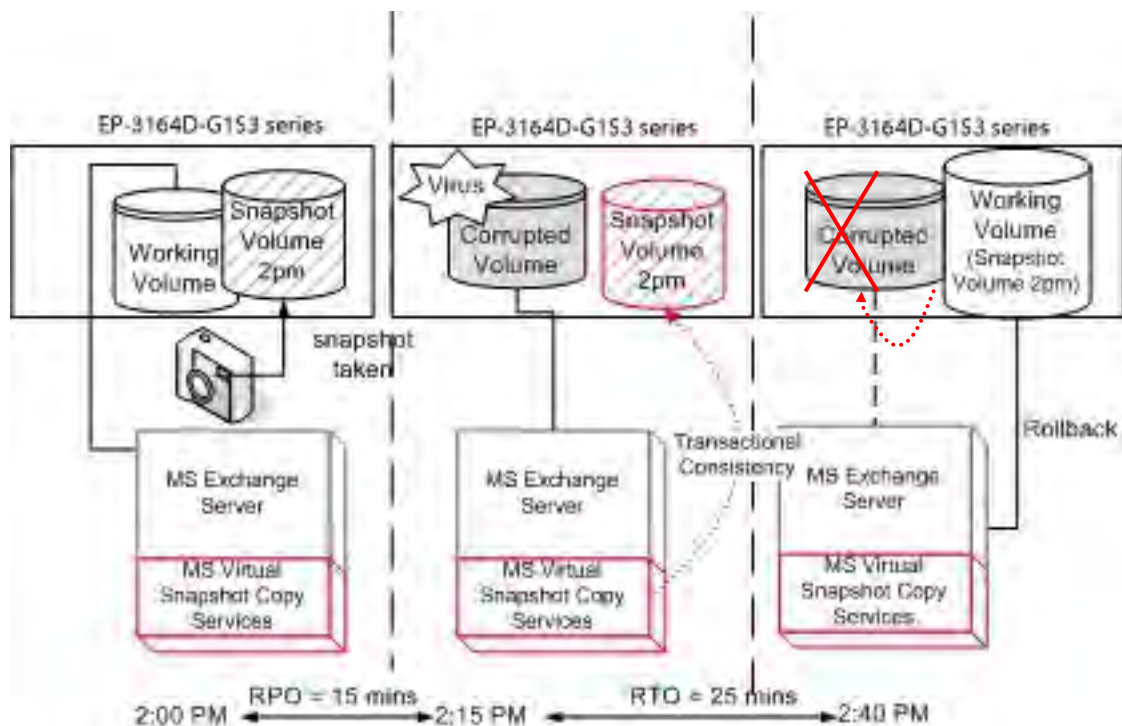 EP-3164D-G1S3 series
EP-3164D-G1S3 series
EP-3164D-G1S3 series
Working
Volume
Snapshot
Volume
2pm
snapshot
taken
MS Exchange
Server
MS Virtual
Snapshot Copy
Services
Virus
Corrupted
Volume
Snapshot
Volume
2pm
Transactional
Consistency
MS Exchange
Server
MS Virtual
Snapshot Copy
Services
Corrupted
Volume
Working
Volume
(Snapshot
Volume 2pm)
Rollback
MS Exchange
Server
MS Virtual
Snapshot Copy
Services
RPO = 15 mins
RTO = 25 mins
2:00 PM
2:15 PM
2:40 PM